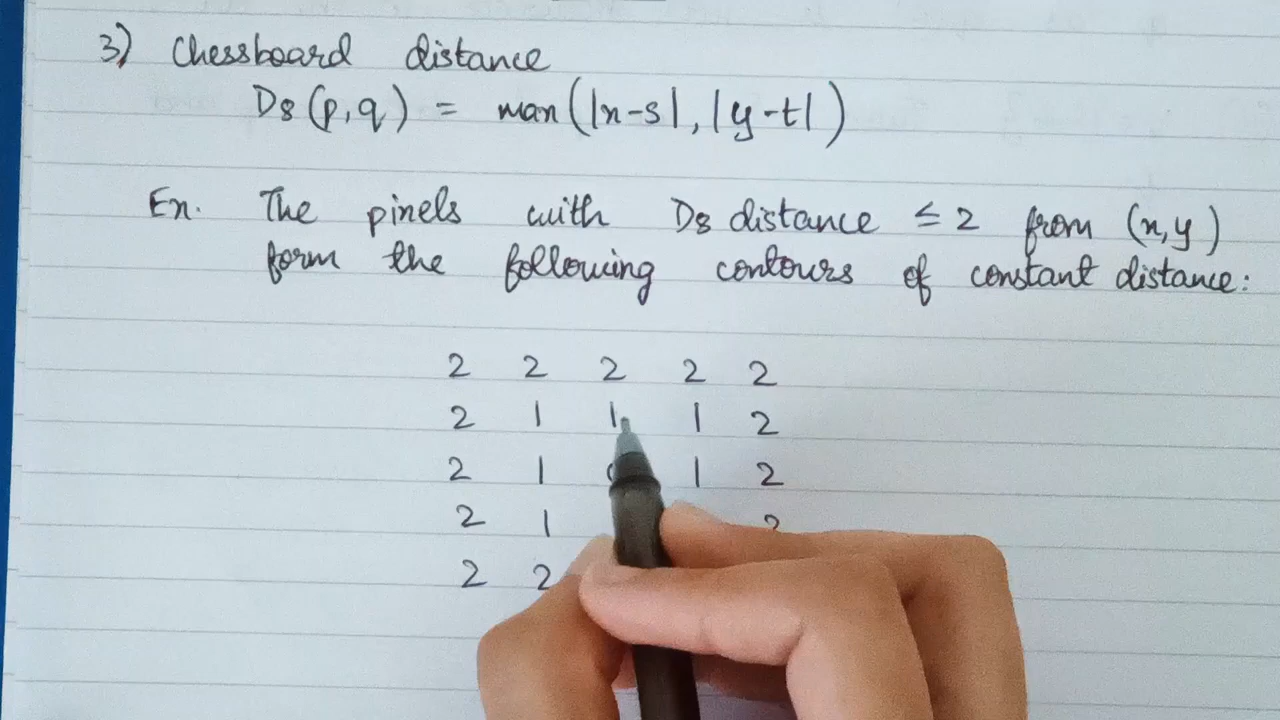 3) Chessboard distance
D8(p,q) = max(|x-s|, |y-t|)
Ex. The pixels with D8 distance ≤ 2 from (x,y)
form the following contours of constant distance:
2 2 2 2 2
2 1 1 1 2
2 1 1 2
2 1 2
2 2